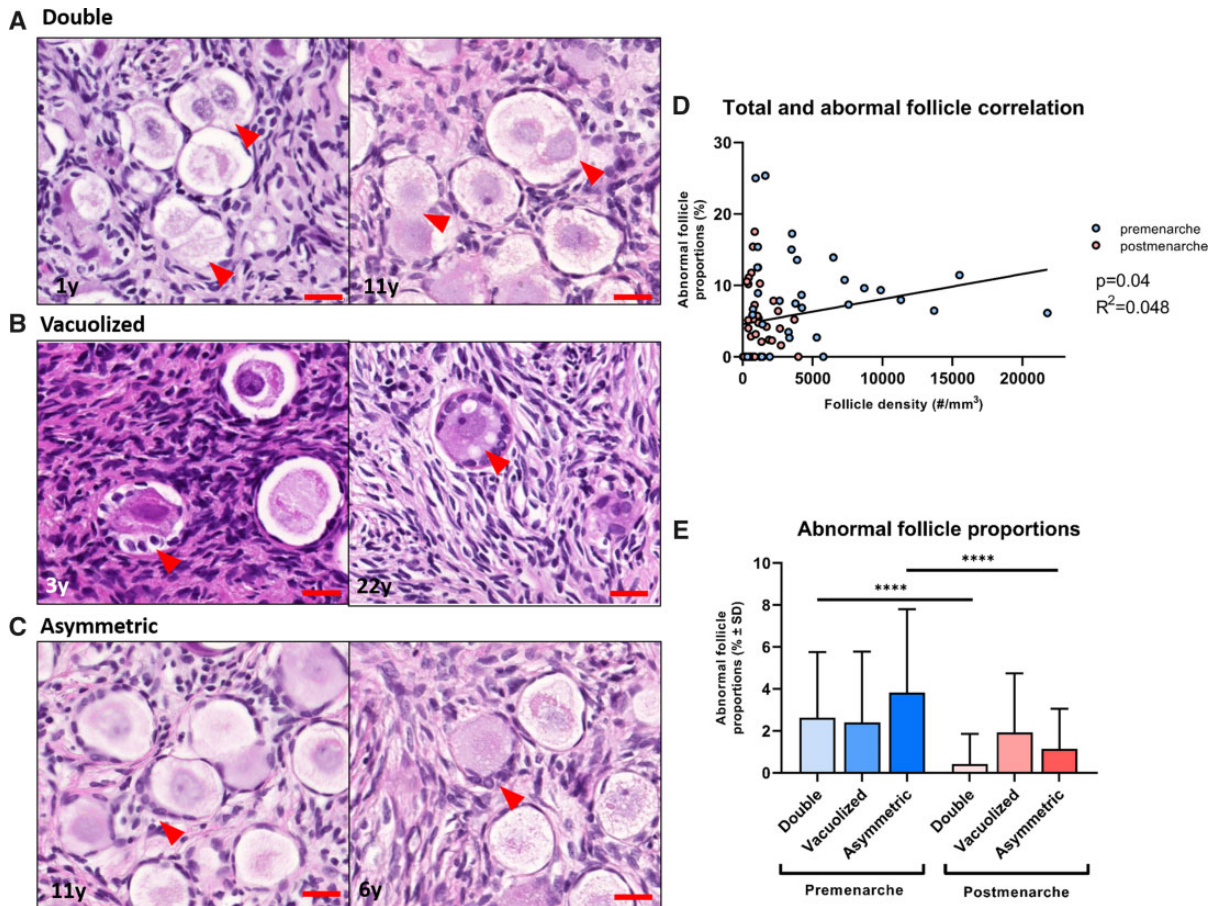 A Double
1y
11y
B Vacuolized
3y
22y
C Asymmetric
11y
6y
D Total and abormal follicle correlation
Abnormal follicle
proportions (%)
30
20
10
0
0 5000 10000 15000 20000
Follicle density (#/mm³)
premenarche
postmenarche
p=0.04
R²=0.048
E Abnormal follicle proportions
Abnormal follicle
proportions (% ± SD)
10
8
6
4
2
0
****
****
Double
Vacuolized
Asymmetric
Double
Vacuolized
Asymmetric
Premenarche
Postmenarche